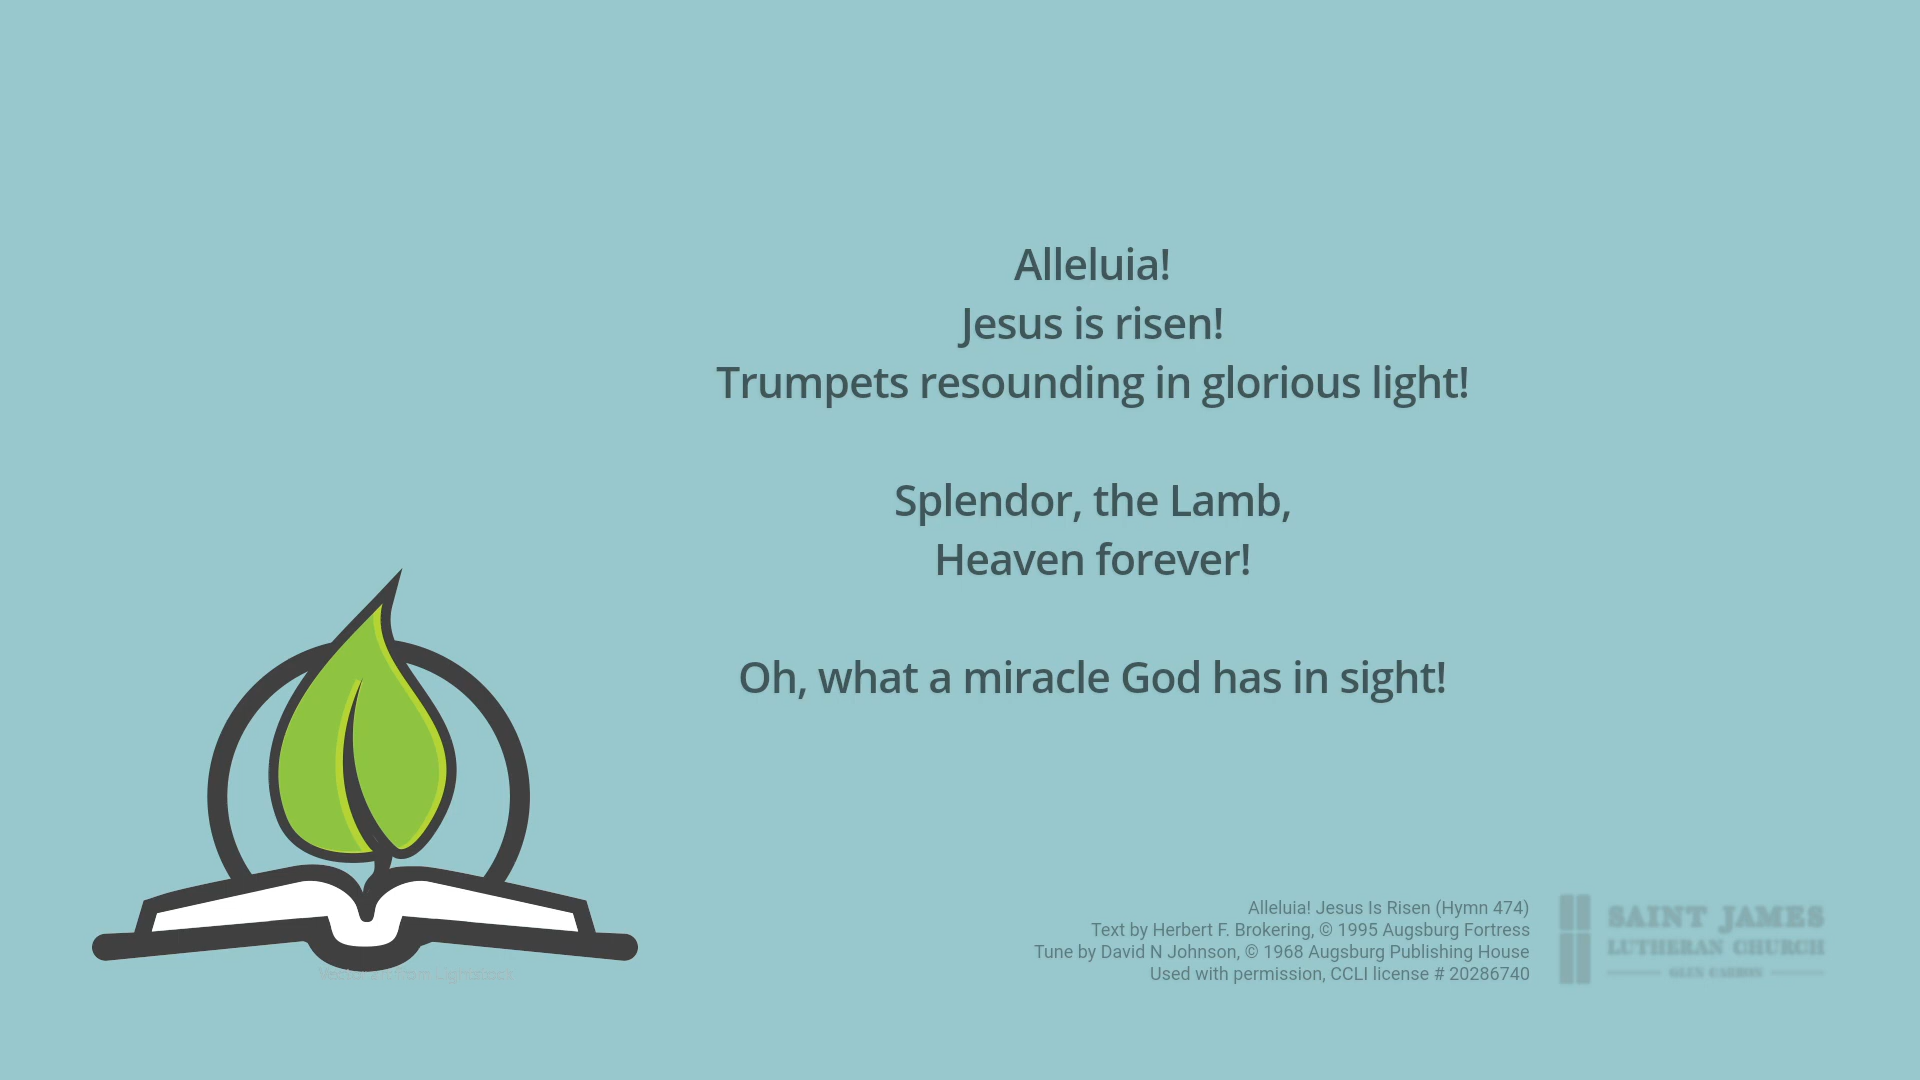 Alleluia!
Jesus is risen!
Trumpets resounding in glorious light!
Splendor, the Lamb,
Heaven forever!
Oh, what a miracle God has in sight!
Alleluia! Jesus Is Risen (Hymn 474)
Text by Herbert F. Brokering, © 1995 Augsburg Fortress
Tune by David N Johnson, © 1968 Augsburg Publishing House
Used with permission, CCLI license # 20286740
SAINT JAMES
LUTHERAN CHURCH
GLEN CARBON